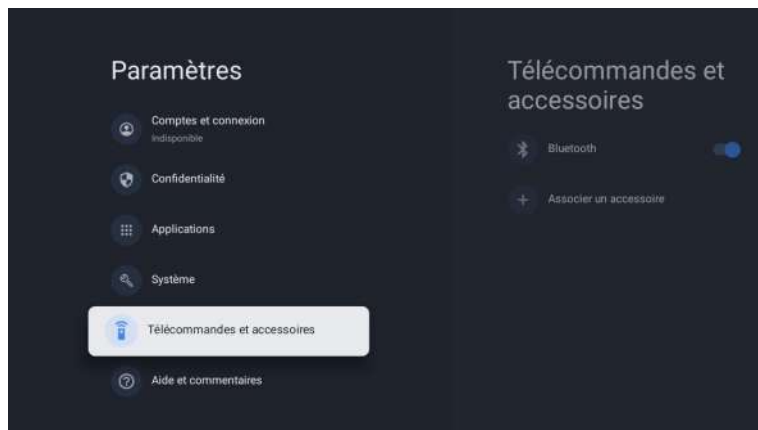 Paramètres
Comptes et connexion
Indisponible
Confidentialité
Applications
Système
Télécommandes et accessoires
Aide et commentaires
Télécommandes et
accessoires
Bluetooth
Associer un accessoire